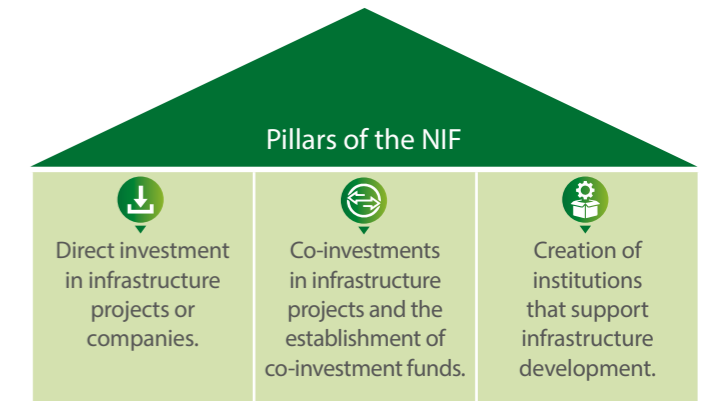 Pillars of the NIF
Direct investment
in infrastructure
projects or
companies.
Co-investments
in infrastructure
projects and the
establishment of
co-investment funds.
Creation of
institutions
that support
infrastructure
development.